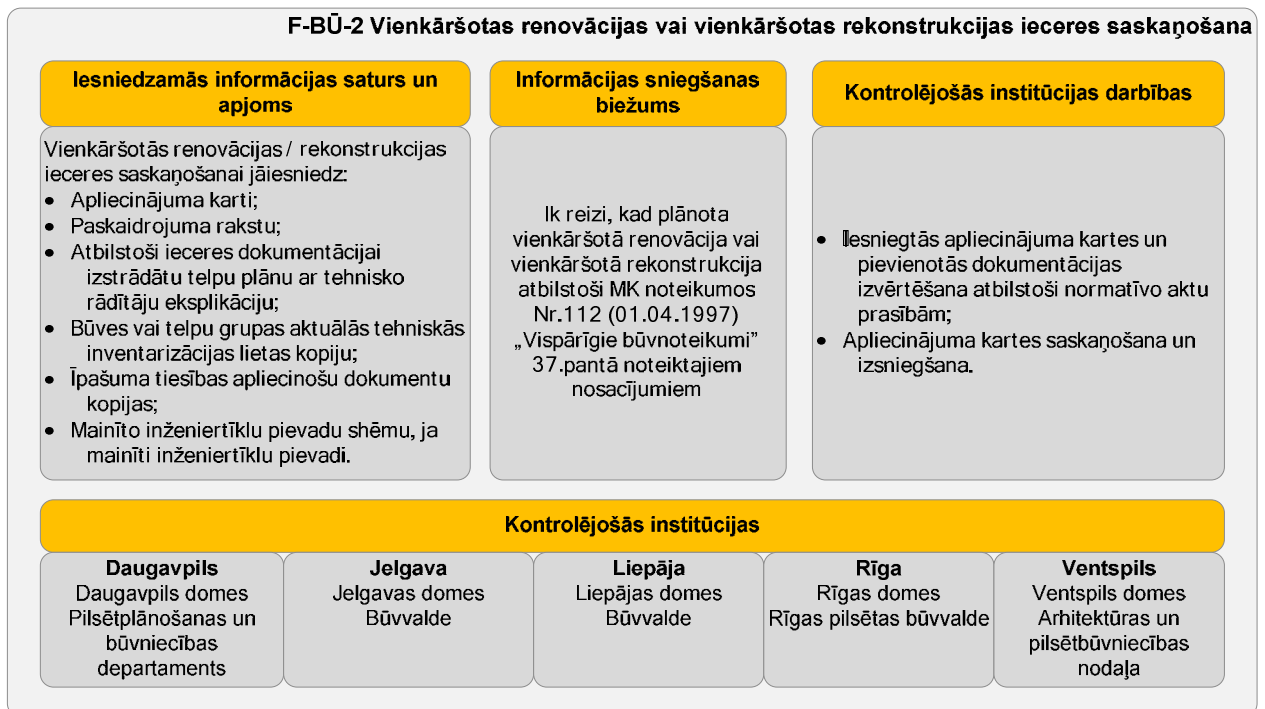 F-BŪ-2 Vienkāršotas renovācijas vai vienkāršotas rekonstrukcijas ieceres saskaņošana
Iesniedzamās informācijas saturs un
apjoms
Vienkāršotās renovācijas / rekonstrukcijas
ieceres saskaņošanai jāiesniedz:
• Apliecinājuma karti;
• Paskaidrojuma rakstu;
• Atbilstoši ieceres dokumentācijai
izstrādātu telpu plānu ar tehnisko
rādītāju eksplikāciju;
• Būves vai telpu grupas aktuālās tehniskās
inventarizācijas lietas kopiju;
• Īpašuma tiesības apliecinošu dokumentu
kopijas;
• Mainīto inženiertīklu pievadu shēmu, ja
mainīti inženiertīklu pievadi.
Informācijas sniegšanas
biežums
Ik reizi, kad plānota
vienkāršotā renovācija vai
vienkāršotā rekonstrukcija
atbilstoši MK noteikumos
Nr.112 (01.04.1997)
„Vispārīgie būvnoteikumi”
37.pantā noteiktajiem
nosacījumiem
Kontrolējošās institūcijas darbības
• Iesniegtās apliecinājuma kartes un
pievienotās dokumentācijas
izvērtēšana atbilstoši normatīvo aktu
prasībām;
• Apliecinājuma kartes saskaņošana un
izsniegšana.
Kontrolējošās institūcijas
Daugavpils
Daugavpils domes
Pilsētplānošanas un
būvniecības
departaments
Jelgava
Jelgavas domes
Būvvalde
Liepāja
Liepājas domes
Būvvalde
Rīga
Rīgas domes
Rīgas pilsētas būvvalde
Ventspils
Ventspils domes
Arhitektūras un
pilsētbūvniecības
nodaļa